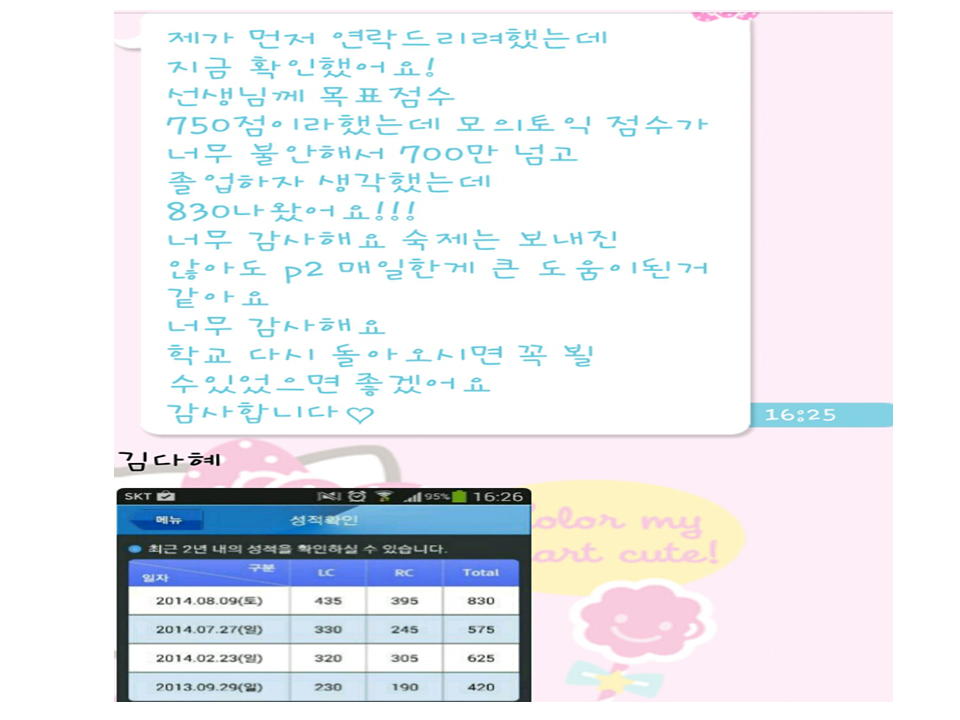 제가 먼저 연락드리려했는데
지금 확인했어요!
선생님께 목표점수
750점이라했는데 모의토익 점수가
너무 불안해서 700만 넘고
졸업하자 생각했는데
830나왔어요!!!
너무 감사해요 숙제는 보내진
않아도 p2 매일한게 큰 도움이된거
같아요
너무 감사해요
학교 다시 돌아오시면 꼭 뵐
수있었으면 좋겠어요
감사합니다♡
16:25
김다혜
SKT 95% 16:26
메뉴 성적확인
최근 2년 내의 성적을 확인하실 수 있습니다.
일자 구분 LC RC Total
2014.08.09(토) 435 395 830
2014.07.27(일) 330 245 575
2014.02.23(일) 320 305 625
2013.09.29(일) 230 190 420
olor my
art cute!